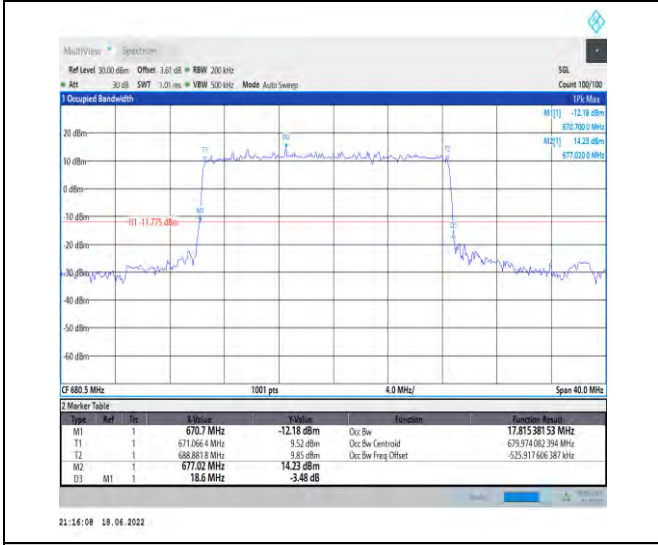 MultiView Spectrum
Ref Level 30.00 dBm Offset 3.61 dB RBW 200 kHz SGL
Att 30 dB SWT 1.01 ms VBW 500 kHz Mode Auto Sweep Count 100/100
1 Occupied Bandwidth 1Pk Max
M1[1] -12.18 dBm
670.700 0 MHz
M2[1] 14.23 dBm
677.020 0 MHz
20 dBm
M2
T1 T2
10 dBm
0 dBm
-10 dBm
M1
H1 -11.775 dBm
D3
-20 dBm
-30 dBm
-40 dBm
-50 dBm
-60 dBm
CF 680.5 MHz 1001 pts 4.0 MHz/ Span 40.0 MHz
2 Marker Table
Type Ref Trc X-Value Y-Value Function Function Result
M1 1 670.7 MHz -12.18 dBm Occ Bw 17.815 381 53 MHz
T1 1 671.066 4 MHz 9.52 dBm Occ Bw Centroid 679.974 082 394 MHz
T2 1 688.881 8 MHz 9.85 dBm Occ Bw Freq Offset -525.917 606 387 kHz
M2 1 677.02 MHz 14.23 dBm
D3 M1 1 18.6 MHz -3.48 dB
21:16:08 18.06.2022